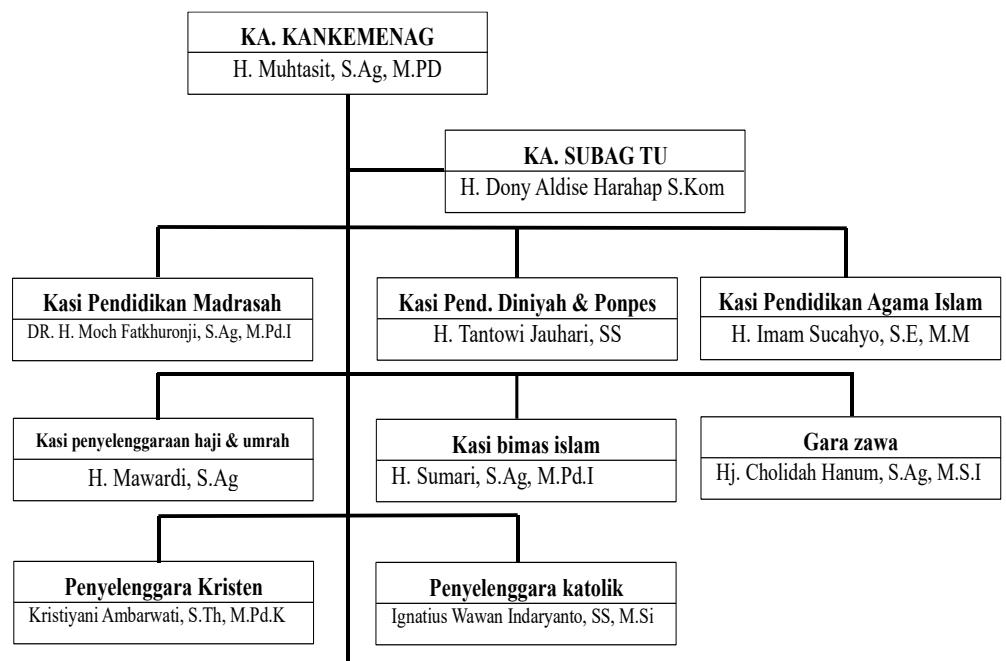 KA. KANKEMENAG
H. Muhtasit, S.Ag, M.PD
KA. SUBAG TU
H. Dony Aldise Harahap S.Kom
Kasi Pendidikan Madrasah
DR. H. Moch Fatkhuronji, S.Ag, M.Pd.I
Kasi Pend. Diniyah & Ponpes
H. Tantowi Jauhari, SS
Kasi Pendidikan Agama Islam
H. Imam Sucahyo, S.E, M.M
Kasi penyelenggaraan haji & umrah
H. Mawardi, S.Ag
Kasi bimas islam
H. Sumari, S.Ag, M.Pd.I
Gara zawa
Hj. Cholidah Hanum, S.Ag, M.S.I
Penyelenggara Kristen
Kristiyani Ambarwati, S.Th, M.Pd.K
Penyelenggara katolik
Ignatius Wawan Indaryanto, SS, M.Si